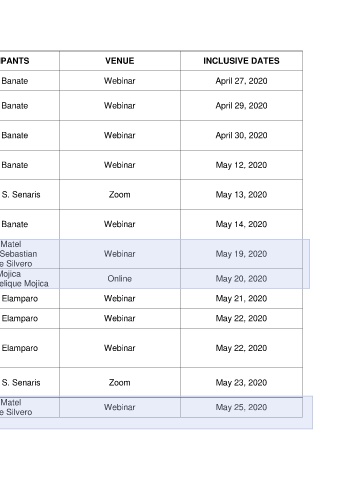 IPANTS VENUE INCLUSIVE DATES
Banate Webinar April 27, 2020
Banate Webinar April 29, 2020
Banate Webinar April 30, 2020
Banate Webinar May 12, 2020
S. Senaris Zoom May 13, 2020
Banate Webinar May 14, 2020
Matel
Sebastian Webinar May 19, 2020
e Silvero
Mojica Online May 20, 2020
elique Mojica
Elamparo Webinar May 21, 2020
Elamparo Webinar May 22, 2020
Elamparo Webinar May 22, 2020
S. Senaris Zoom May 23, 2020
Matel Webinar May 25, 2020
e Silvero